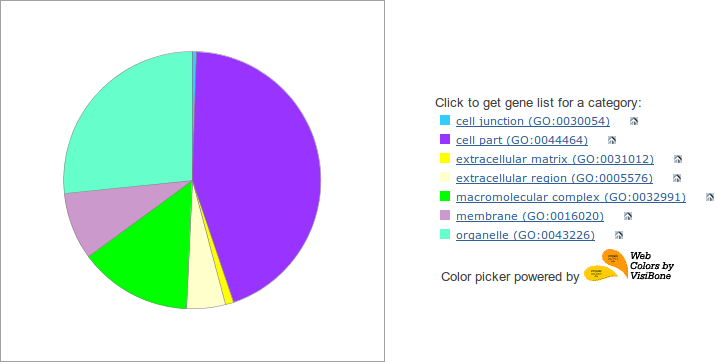 Click to get gene list for a category:
cell junction (GO:0030054)
cell part (GO:0044464)
extracellular matrix (GO:0031012)
extracellular region (GO:0005576)
macromolecular complex (GO:0032991)
membrane (GO:0016020)
organelle (GO:0043226)
Color picker powered by
Web
Colors by
VisiBone